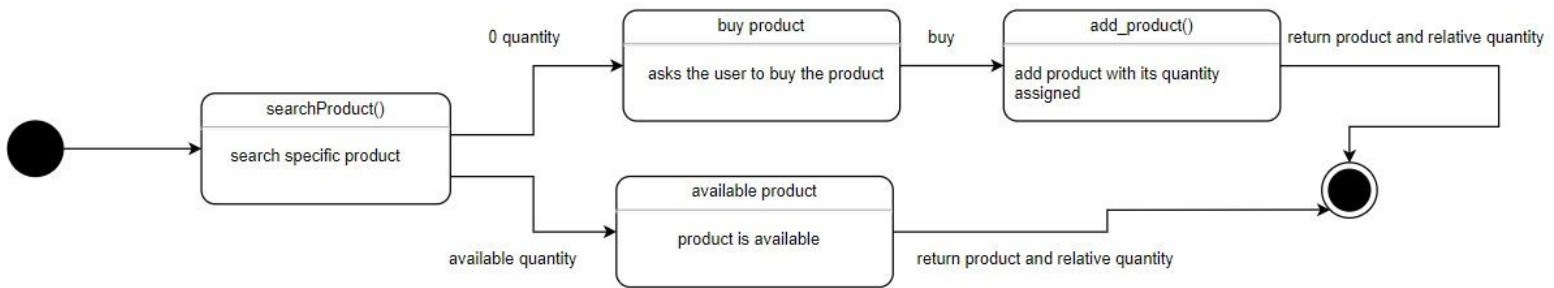 0 quantity
buy product
asks the user to buy the product
buy
add_product()
add product with its quantity
assigned
return product and relative quantity
searchProduct()
search specific product
available quantity
available product
product is available
return product and relative quantity